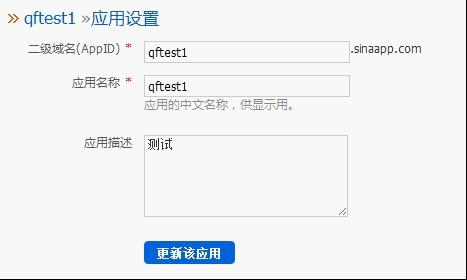 » qftest1 »应用设置
二级域名(AppID) * qftest1 .sinaapp.com
应用名称 * qftest1
应用的中文名称，供显示用。
应用描述 测试
更新该应用